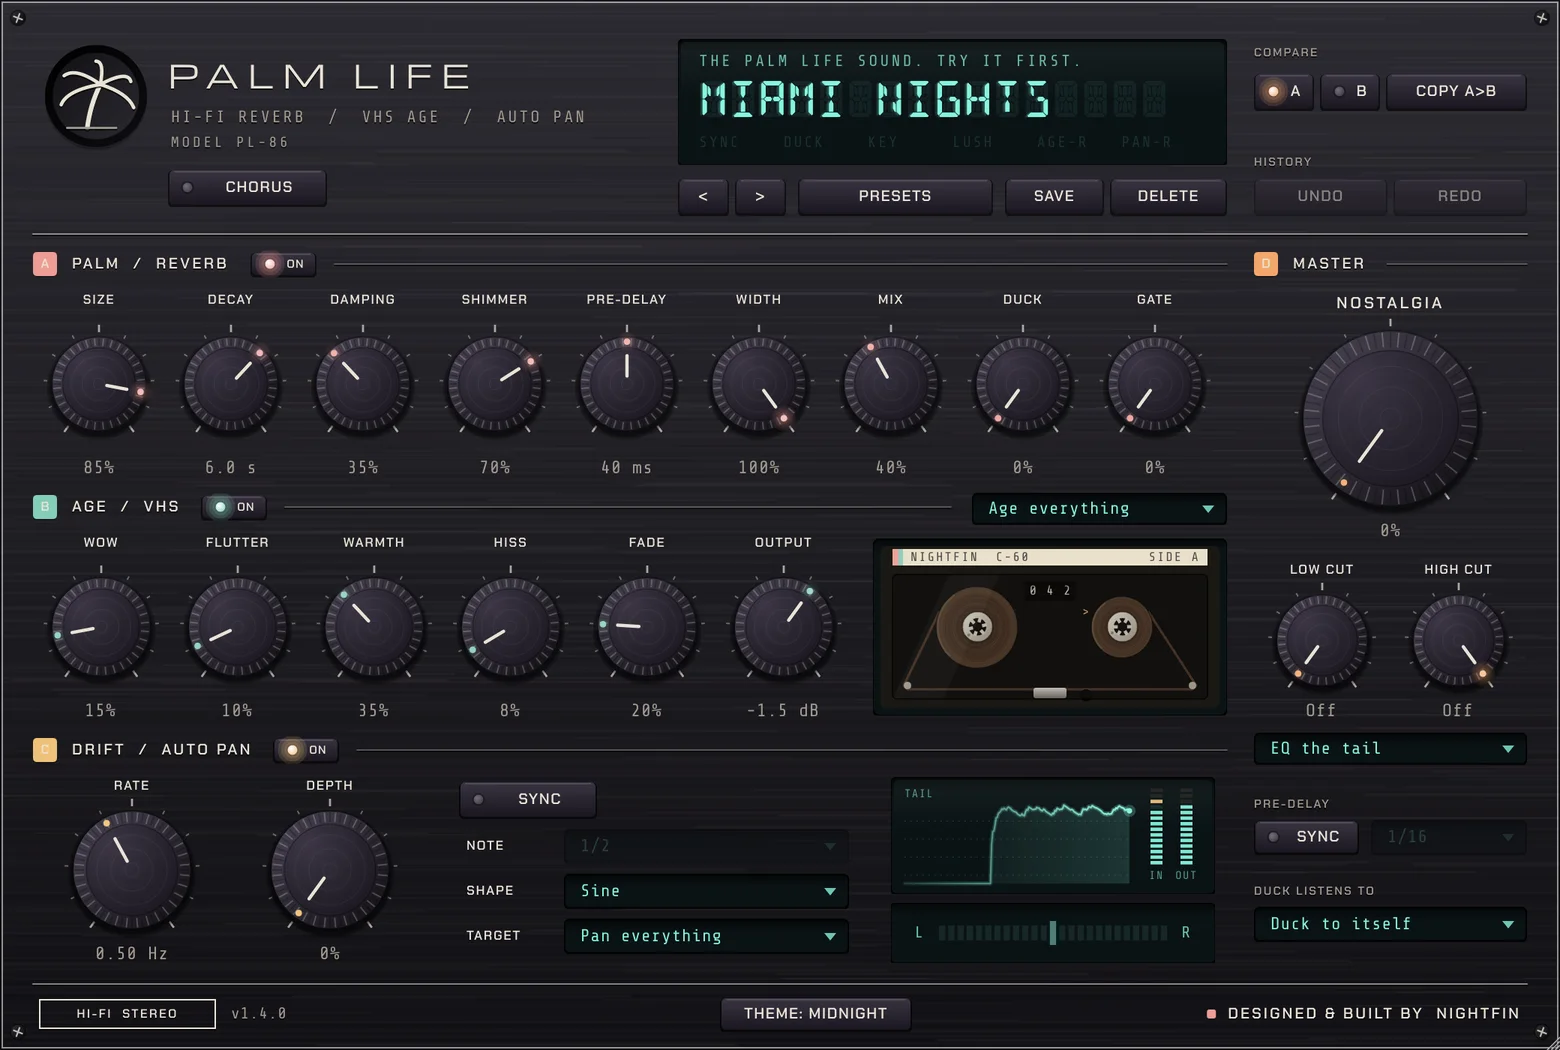 PALM LIFE
HI-FI REVERB / VHS AGE / AUTO PAN
MODEL PL-86
CHORUS
THE PALM LIFE SOUND. TRY IT FIRST.
MIAMI NIGHTS
SYNC DUCK KEY LUSH AGE-R PAN-R
< > PRESETS SAVE DELETE
COMPARE
A B COPY A>B
HISTORY
UNDO REDO
A PALM / REVERB ON
SIZE DECAY DAMPING SHIMMER PRE-DELAY WIDTH MIX DUCK GATE
85% 6.0 s 35% 70% 40 ms 100% 40% 0% 0%
D MASTER
NOSTALGIA
0%
B AGE / VHS ON
Age everything
WOW FLUTTER WARMTH HISS FADE OUTPUT
15% 10% 35% 8% 20% -1.5 dB
NIGHTFIN C-60 SIDE A
0 4 2
>
LOW CUT HIGH CUT
Off Off
EQ the tail
C DRIFT / AUTO PAN ON
RATE DEPTH
0.50 Hz 0%
SYNC
NOTE 1/2
SHAPE Sine
TARGET Pan everything
TAIL
IN OUT
L R
PRE-DELAY
SYNC 1/16
DUCK LISTENS TO
Duck to itself
HI-FI STEREO v1.4.0
THEME: MIDNIGHT
DESIGNED & BUILT BY NIGHTFIN